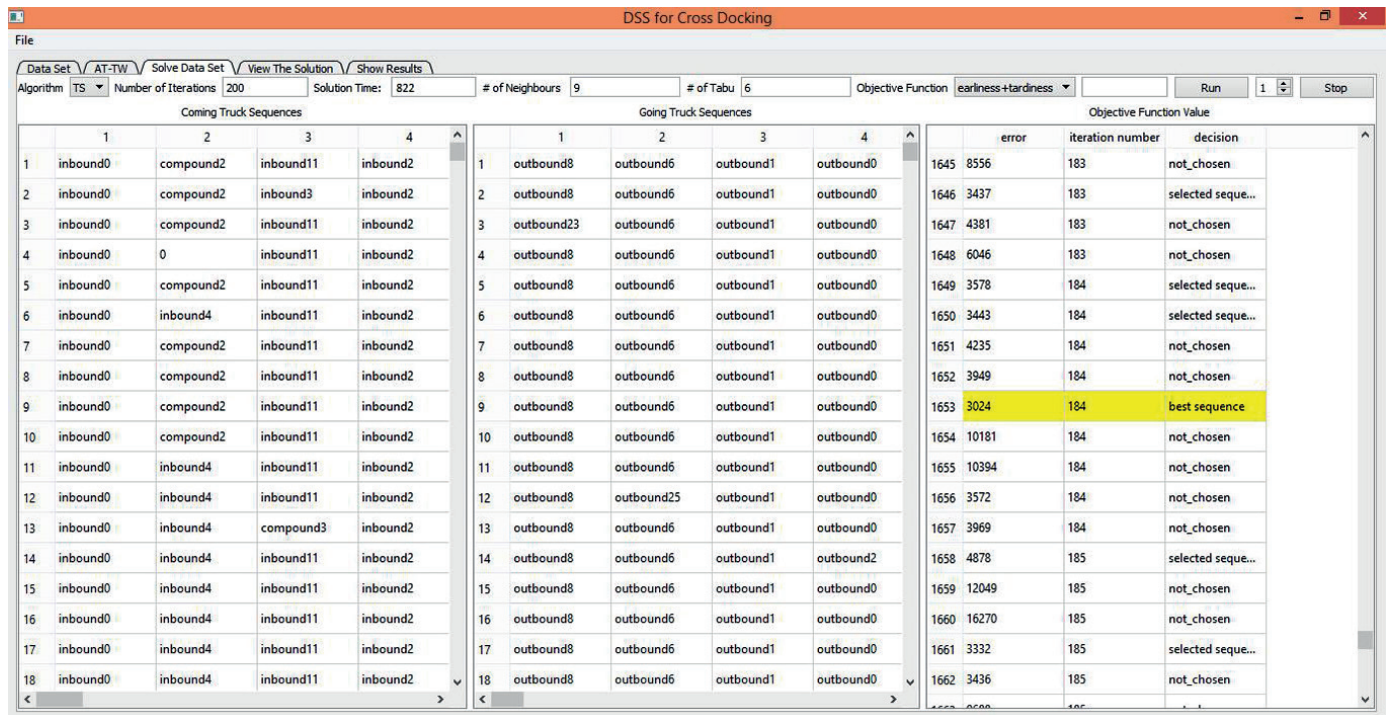 DSS for Cross Docking
File
Data Set AT-TW Solve Data Set View The Solution Show Results
Algorithm TS Number of Iterations 200 Solution Time: 822 # of Neighbours 9 # of Tabu 6 Objective Function earliness+tardiness Run 1 Stop
Coming Truck Sequences Going Truck Sequences Objective Function Value
1 2 3 4 1 2 3 4 error iteration number decision
1 inbound0 compound2 inbound11 inbound2 1 outbound8 outbound6 outbound1 outbound0 1645 8556 183 not_chosen
2 inbound0 compound2 inbound3 inbound2 2 outbound8 outbound6 outbound1 outbound0 1646 3437 183 selected seque...
3 inbound0 compound2 inbound11 inbound2 3 outbound23 outbound6 outbound1 outbound0 1647 4381 183 not_chosen
4 inbound0 0 inbound11 inbound2 4 outbound8 outbound6 outbound1 outbound0 1648 6046 183 not_chosen
5 inbound0 compound2 inbound11 inbound2 5 outbound8 outbound6 outbound1 outbound0 1649 3578 184 selected seque...
6 inbound0 inbound4 inbound11 inbound2 6 outbound8 outbound6 outbound1 outbound0 1650 3443 184 selected seque...
7 inbound0 compound2 inbound11 inbound2 7 outbound8 outbound6 outbound1 outbound0 1651 4235 184 not_chosen
8 inbound0 compound2 inbound11 inbound2 8 outbound8 outbound6 outbound1 outbound0 1652 3949 184 not_chosen
9 inbound0 compound2 inbound11 inbound2 9 outbound8 outbound6 outbound1 outbound0 1653 3024 184 best sequence
10 inbound0 compound2 inbound11 inbound2 10 outbound8 outbound6 outbound1 outbound0 1654 10181 184 not_chosen
11 inbound0 inbound4 inbound11 inbound2 11 outbound8 outbound6 outbound1 outbound0 1655 10394 184 not_chosen
12 inbound0 inbound4 inbound11 inbound2 12 outbound8 outbound25 outbound1 outbound0 1656 3572 184 not_chosen
13 inbound0 inbound4 compound3 inbound2 13 outbound8 outbound6 outbound1 outbound0 1657 3969 184 not_chosen
14 inbound0 inbound4 inbound11 inbound2 14 outbound8 outbound6 outbound1 outbound2 1658 4878 185 selected seque...
15 inbound0 inbound4 inbound11 inbound2 15 outbound8 outbound6 outbound1 outbound0 1659 12049 185 not_chosen
16 inbound0 inbound4 inbound11 inbound2 16 outbound8 outbound6 outbound1 outbound0 1660 16270 185 not_chosen
17 inbound0 inbound4 inbound11 inbound2 17 outbound8 outbound6 outbound1 outbound0 1661 3332 185 selected seque...
18 inbound0 inbound4 inbound11 inbound2 18 outbound8 outbound6 outbound1 outbound0 1662 3436 185 not_chosen